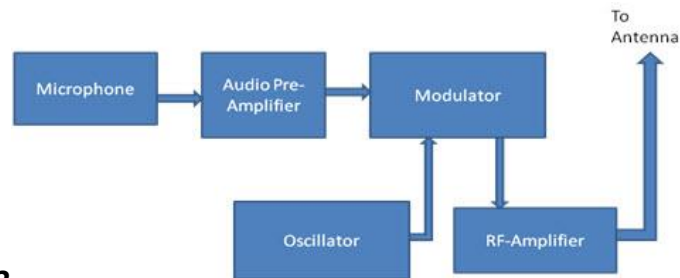 To
Antenna
Microphone
Audio Pre-
Amplifier
Modulator
Oscillator
RF-Amplifier